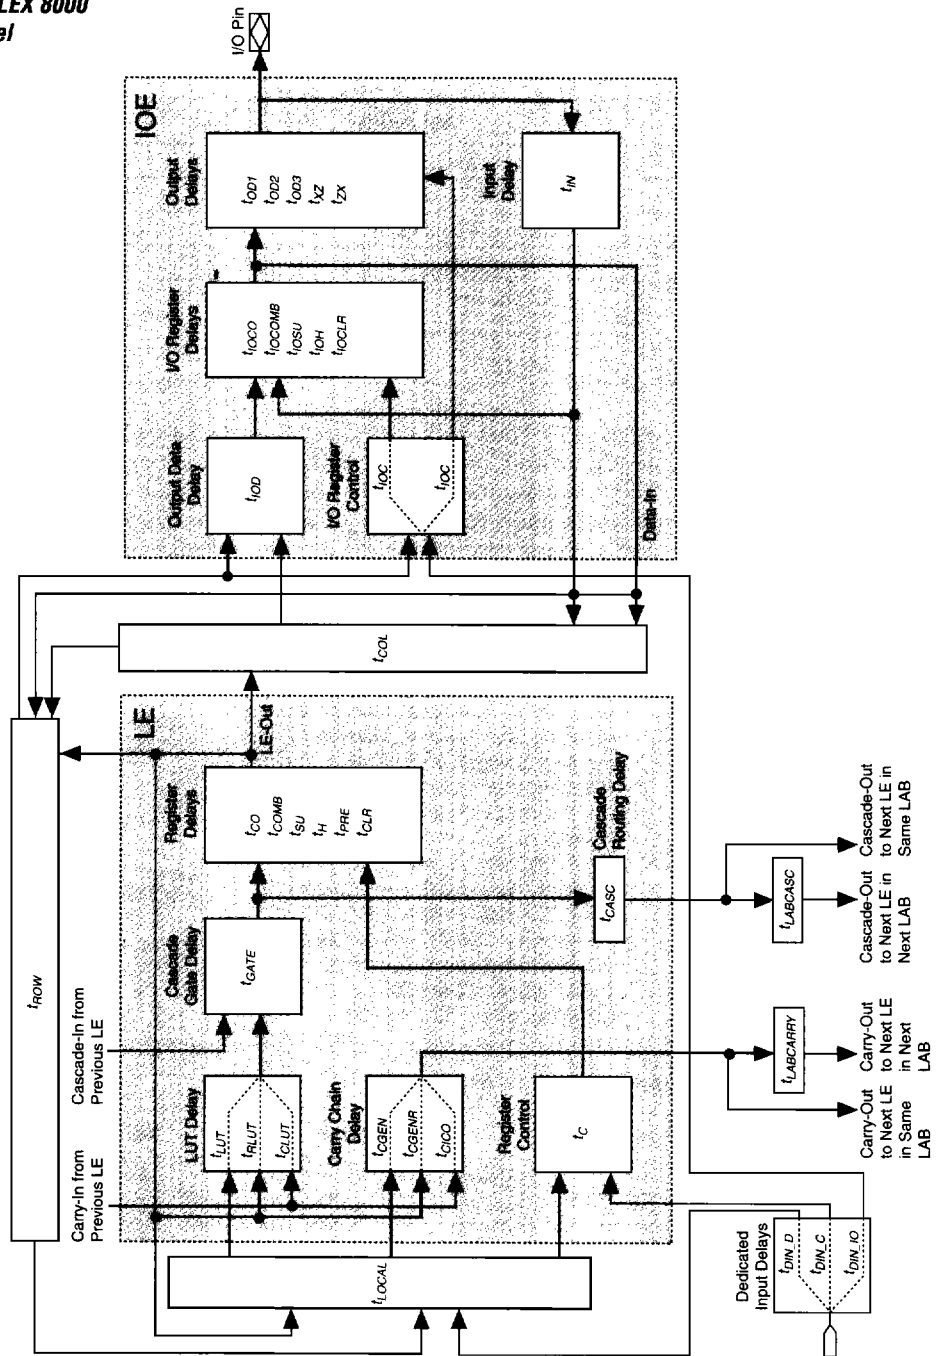 LEX 8000
el
I/O Pin
IOE
Output
Delays
tOD1
tOD2
tOD3
tXZ
tZX
Input
Delay
tIN
I/O Register
Delays
tIOCO
tIOCOMB
tIOSU
tIOH
tIOCLR
Output Data
Delay
tIOD
I/O Register
Control
tIOC
tIOC
Data-In
tCOL
tROW
LE
LE-Out
Register
Delays
tCO
tCOMB
tSU
tH
tPRE
tCLR
Cascade
Routing Delay
tCASC
Cascade
Gate Delay
tGATE
Cascade-In from
Previous LE
Carry-In from
Previous LE
LUT Delay
tLUT
tRLUT
tCLUT
Carry Chain
Delay
tCGEN
tCGENR
tCICO
Register
Control
tC
tLOCAL
tLABCASC
tLABCARRY
Cascade-Out
to Next LE in
Same LAB
Cascade-Out
to Next LE in
Next LAB
Carry-Out
to Next LE
in Next
LAB
Carry-Out
to Next LE
in Same
LAB
Dedicated
Input Delays
tDIN_D
tDIN_C
tDIN_IO